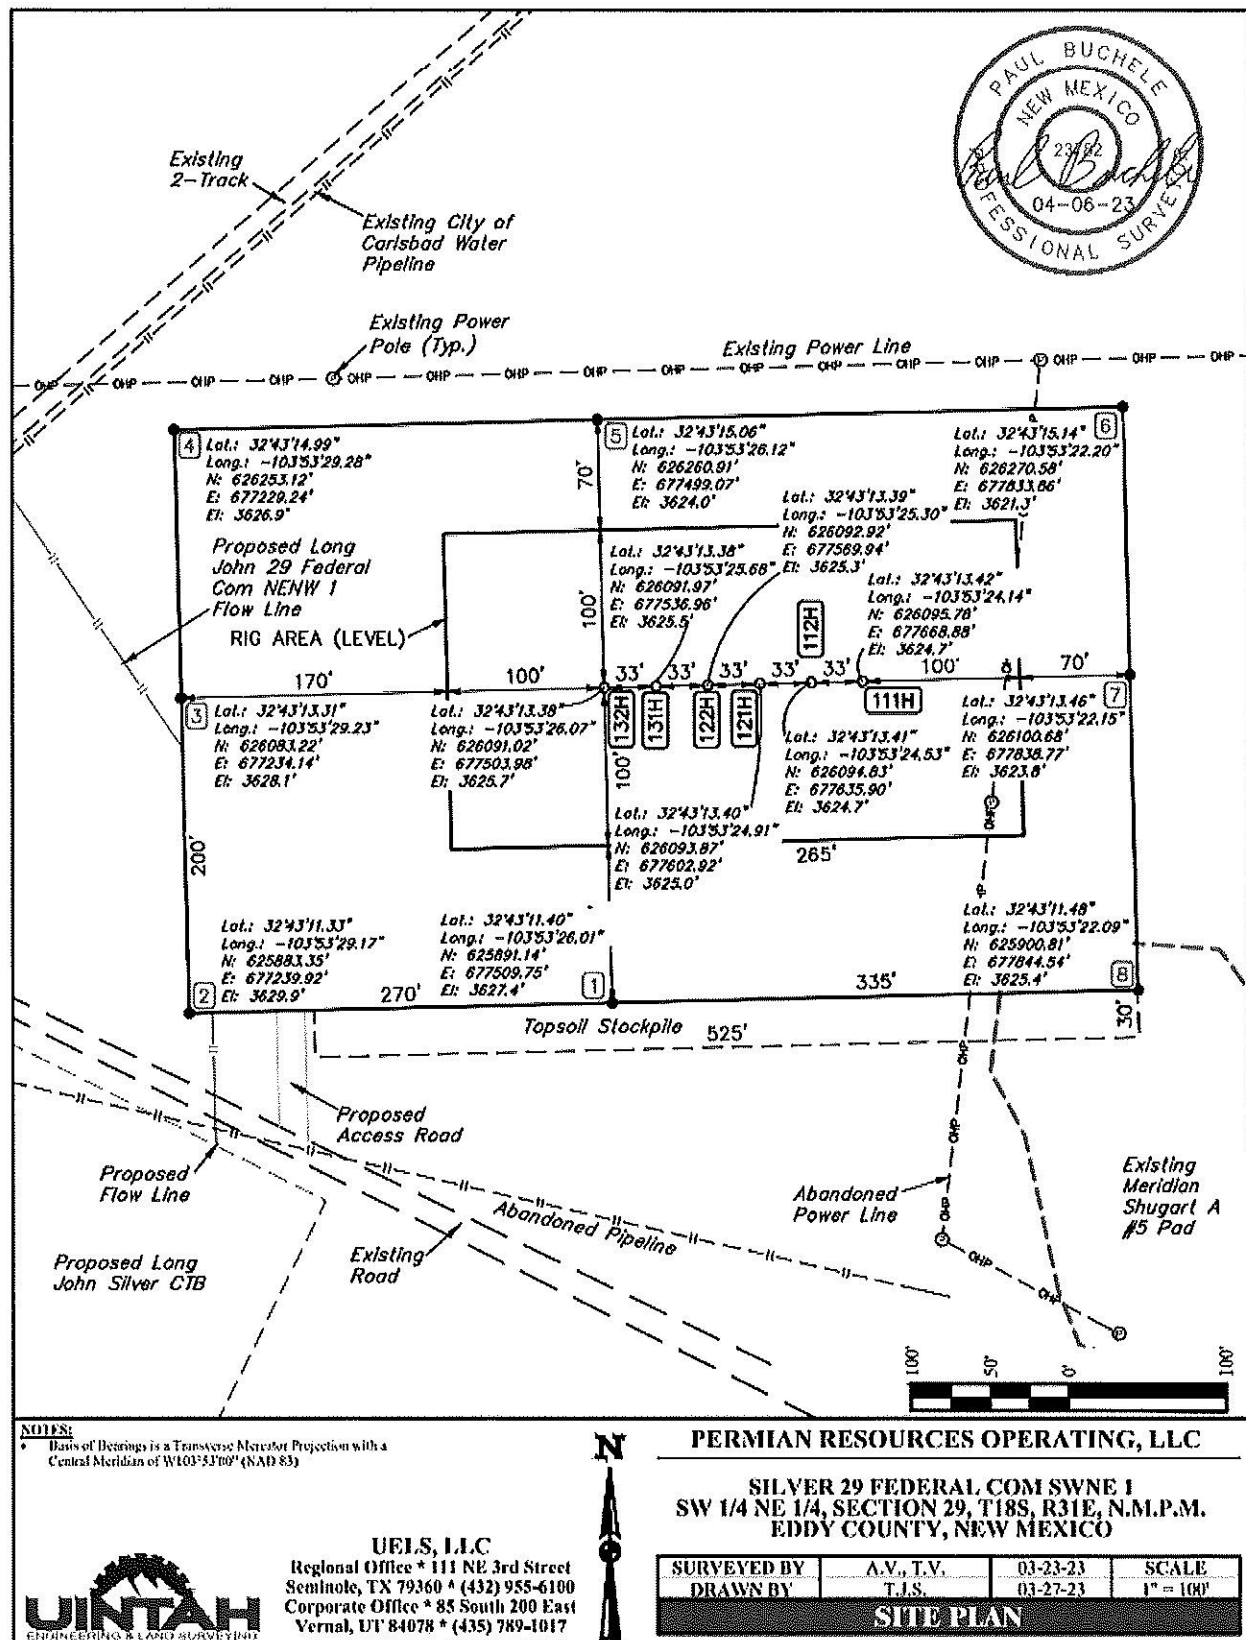 PAUL BUCHELE
NEW MEXICO
04-06-23
PROFESSIONAL SURVEYOR
Existing
2-Track
Existing City of
Carlsbad Water
Pipeline
Existing Power
Pole (Typ.)
Existing Power Line
OHP OHP OHP OHP OHP OHP OHP OHP OHP OHP OHP OHP
4
Lat.: 32°43'14.99"
Long.: -103°53'29.28"
N: 626253.12'
E: 677229.24'
El: 3626.9'
5
Lat.: 32°43'15.06"
Long.: -103°53'26.12"
N: 626260.91'
E: 677499.07'
El: 3624.0'
6
Lat.: 32°43'15.14"
Long.: -103°53'22.20"
N: 626270.58'
E: 677833.86'
El: 3621.3'
70'
Lat.: 32°43'13.39"
Long.: -103°53'25.30"
N: 626092.92'
E: 677569.94'
El: 3625.3'
Proposed Long
John 29 Federal
Com NENW 1
Flow Line
RIG AREA (LEVEL)
Lat.: 32°43'13.38"
Long.: -103°53'25.68"
N: 626091.97'
E: 677536.96'
El: 3625.5'
100'
Lat.: 32°43'13.42"
Long.: -103°53'24.14"
N: 626095.78'
E: 677668.88'
El: 3624.7'
112H
170'
100'
33'
33'
33'
33'
33'
100'
70'
132H
131H
122H
121H
111H
3
Lat.: 32°43'13.31"
Long.: -103°53'29.23"
N: 626083.22'
E: 677234.14'
El: 3628.1'
Lat.: 32°43'13.38"
Long.: -103°53'26.07"
N: 626091.02'
E: 677503.98'
El: 3625.7'
100'
Lat.: 32°43'13.41"
Long.: -103°53'24.53"
N: 626094.83'
E: 677635.90'
El: 3624.7'
7
Lat.: 32°43'13.46"
Long.: -103°53'22.15"
N: 626100.68'
E: 677838.77'
El: 3623.8'
Lat.: 32°43'13.40"
Long.: -103°53'24.91"
N: 626093.87'
E: 677602.92'
El: 3625.0'
265'
200'
2
Lat.: 32°43'11.33"
Long.: -103°53'29.17"
N: 625883.35'
E: 677239.92'
El: 3629.9'
Lat.: 32°43'11.40"
Long.: -103°53'26.01"
N: 625891.14'
E: 677509.75'
El: 3627.4'
1
Lat.: 32°43'11.48"
Long.: -103°53'22.09"
N: 625900.81'
E: 677844.54'
El: 3625.4'
8
270'
335'
Topsoil Stockpile
525'
30'
OHP
OHP
OHP
OHP
OHP
Proposed
Access Road
Proposed
Flow Line
Abandoned Pipeline
Existing
Road
Proposed Long
John Silver CTB
Abandoned
Power Line
Existing
Meridian
Shugart A
#5 Pad
100' 50' 0' 100'
NOTES:
• Basis of Bearings is a Transverse Mercator Projection with a
Central Meridian of W103°53'00" (NAD 83)
N
UELS, LLC
Regional Office * 111 NE 3rd Street
Seminole, TX 79360 * (432) 955-6100
Corporate Office * 85 South 200 East
Vernal, UT 84078 * (435) 789-1017
UINTAH
ENGINEERING & LAND SURVEYING
PERMIAN RESOURCES OPERATING, LLC
SILVER 29 FEDERAL COM SWNE 1
SW 1/4 NE 1/4, SECTION 29, T18S, R31E, N.M.P.M.
EDDY COUNTY, NEW MEXICO
SURVEYED BY A.V., T.V. 03-23-23 SCALE
DRAWN BY T.J.S. 03-27-23 1" = 100'
SITE PLAN